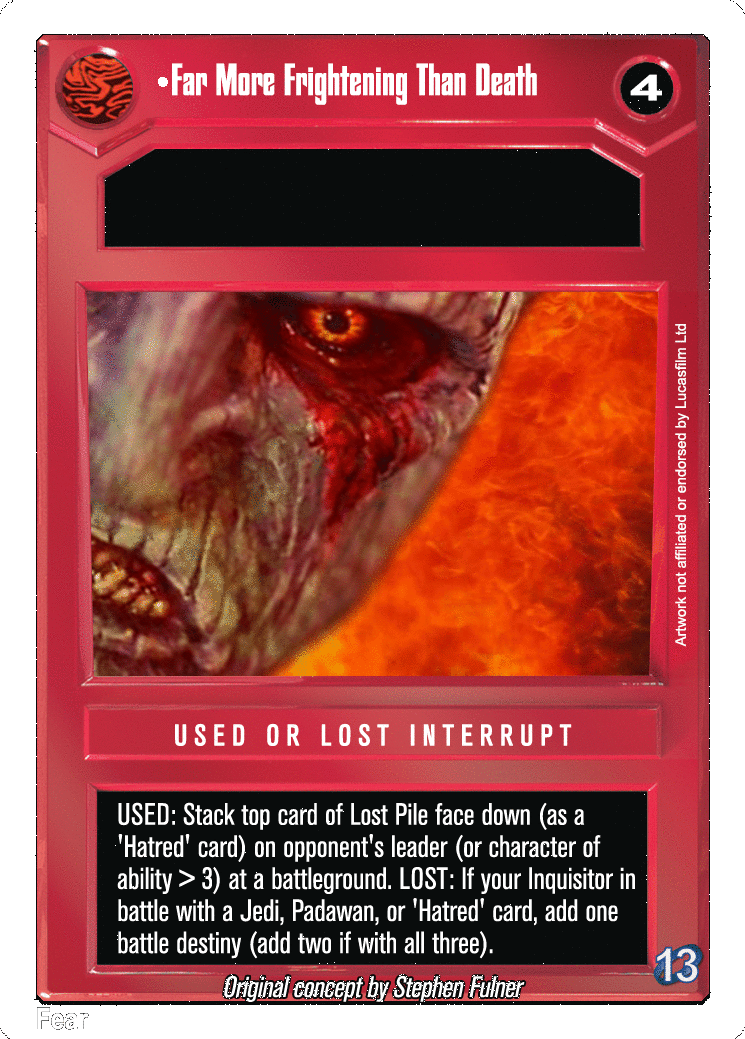 •Far More Frightening Than Death
4
Artwork not affiliated or endorsed by Lucasfilm Ltd
USED OR LOST INTERRUPT
USED: Stack top card of Lost Pile face down (as a
'Hatred' card) on opponent's leader (or character of
ability > 3) at a battleground. LOST: If your Inquisitor in
battle with a Jedi, Padawan, or 'Hatred' card, add one
battle destiny (add two if with all three).
13
Original concept by Stephen Fulner
Fear